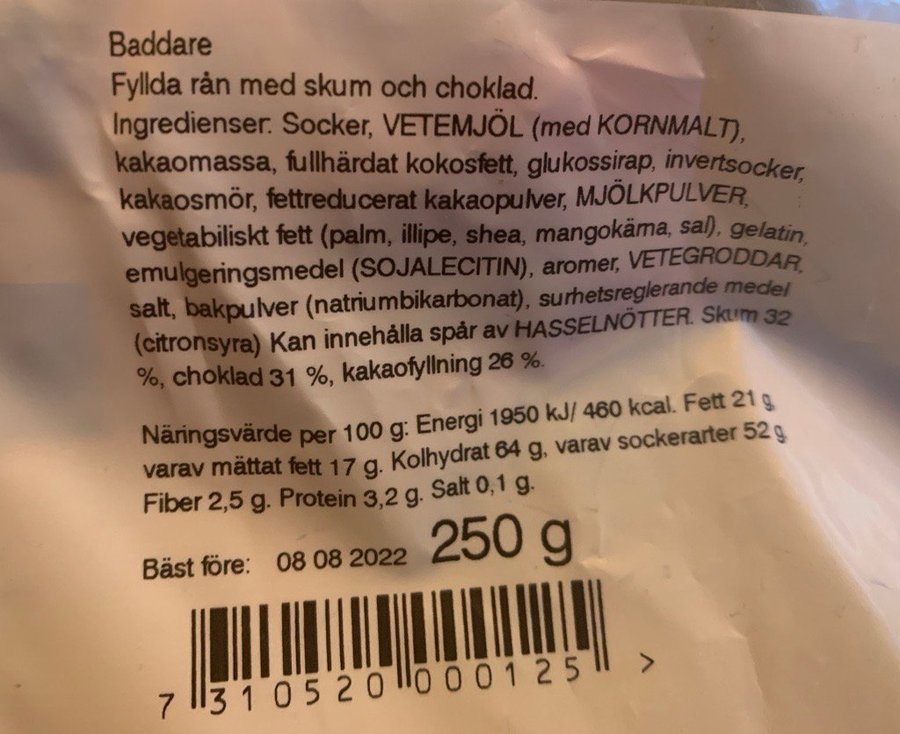 Baddare
Fyllda rån med skum och choklad.
Ingredienser: Socker, VETEMJÖL (med KORNMALT),
kakaomassa, fullhärdat kokosfett, glukossirap, invertsocker,
kakaosmör, fettreducerat kakaopulver, MJÖLKPULVER,
vegetabiliskt fett (palm, illipe, shea, mangokärna, sal), gelatin,
emulgeringsmedel (SOJALECITIN), aromer, VETEGRODDAR,
salt, bakpulver (natriumbikarbonat), surhetsreglerande medel
(citronsyra) Kan innehålla spår av HASSELNÖTTER. Skum 32
%, choklad 31 %, kakaofyllning 26 %.
Näringsvärde per 100 g: Energi 1950 kJ/ 460 kcal. Fett 21 g,
varav mättat fett 17 g. Kolhydrat 64 g, varav sockerarter 52 g.
Fiber 2,5 g. Protein 3,2 g. Salt 0,1 g.
Bäst före: 08 08 2022 250 g
7 310520 000125 >